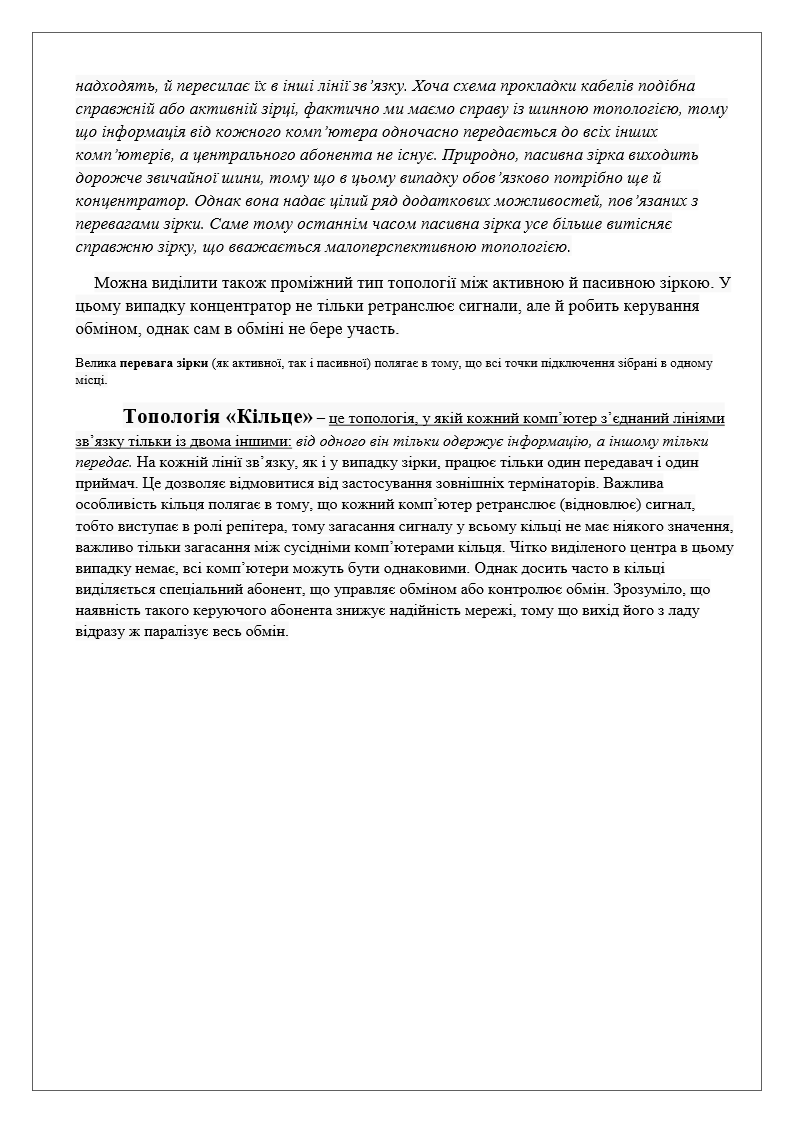 надходять, й пересилає їх в інші лінії зв’язку. Хоча схема прокладки кабелів подібна
справжній або активній зірці, фактично ми маємо справу із шинною топологією, тому
що інформація від кожного комп’ютера одночасно передається до всіх інших
комп’ютерів, а центрального абонента не існує. Природно, пасивна зірка виходить
дорожче звичайної шини, тому що в цьому випадку обов’язково потрібно ще й
концентратор. Однак вона надає цілий ряд додаткових можливостей, пов’язаних з
перевагами зірки. Саме тому останнім часом пасивна зірка усе більше витісняє
справжню зірку, що вважається малоперспективною топологією.
Можна виділити також проміжний тип топології між активною й пасивною зіркою. У
цьому випадку концентратор не тільки ретранслює сигнали, але й робить керування
обміном, однак сам в обміні не бере участь.
Велика перевага зірки (як активної, так і пасивної) полягає в тому, що всі точки підключення зібрані в одному
місці.
Топологія «Кільце» – це топологія, у якій кожний комп’ютер з’єднаний лініями
зв’язку тільки із двома іншими: від одного він тільки одержує інформацію, а іншому тільки
передає. На кожній лінії зв’язку, як і у випадку зірки, працює тільки один передавач і один
приймач. Це дозволяє відмовитися від застосування зовнішніх термінаторів. Важлива
особливість кільця полягає в тому, що кожний комп’ютер ретранслює (відновлює) сигнал,
тобто виступає в ролі репітера, тому загасання сигналу у всьому кільці не має ніякого значення,
важливо тільки загасання між сусідніми комп’ютерами кільця. Чітко виділеного центра в цьому
випадку немає, всі комп’ютери можуть бути однаковими. Однак досить часто в кільці
виділяється спеціальний абонент, що управляє обміном або контролює обмін. Зрозуміло, що
наявність такого керуючого абонента знижує надійність мережі, тому що вихід його з ладу
відразу ж паралізує весь обмін.